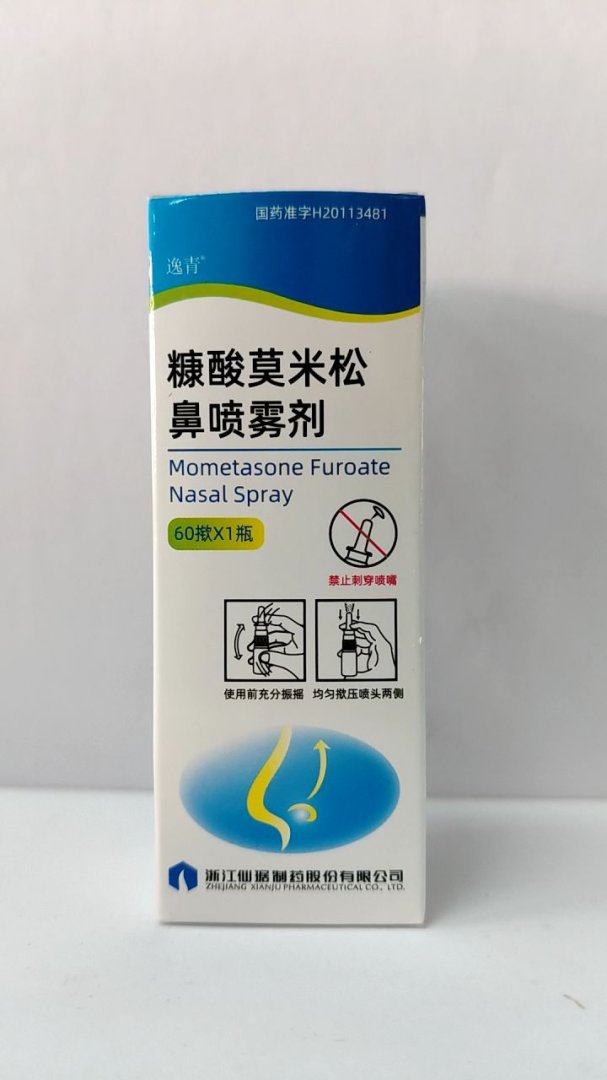 国药准字H20113481
逸青®
糠酸莫米松
鼻喷雾剂
Mometasone Furoate
Nasal Spray
60揿X1瓶
禁止刺穿喷嘴
使用前充分振摇 均匀揿压喷头两侧
浙江仙琚制药股份有限公司
ZHEJIANG XIANJU PHARMACEUTICAL CO., LTD.